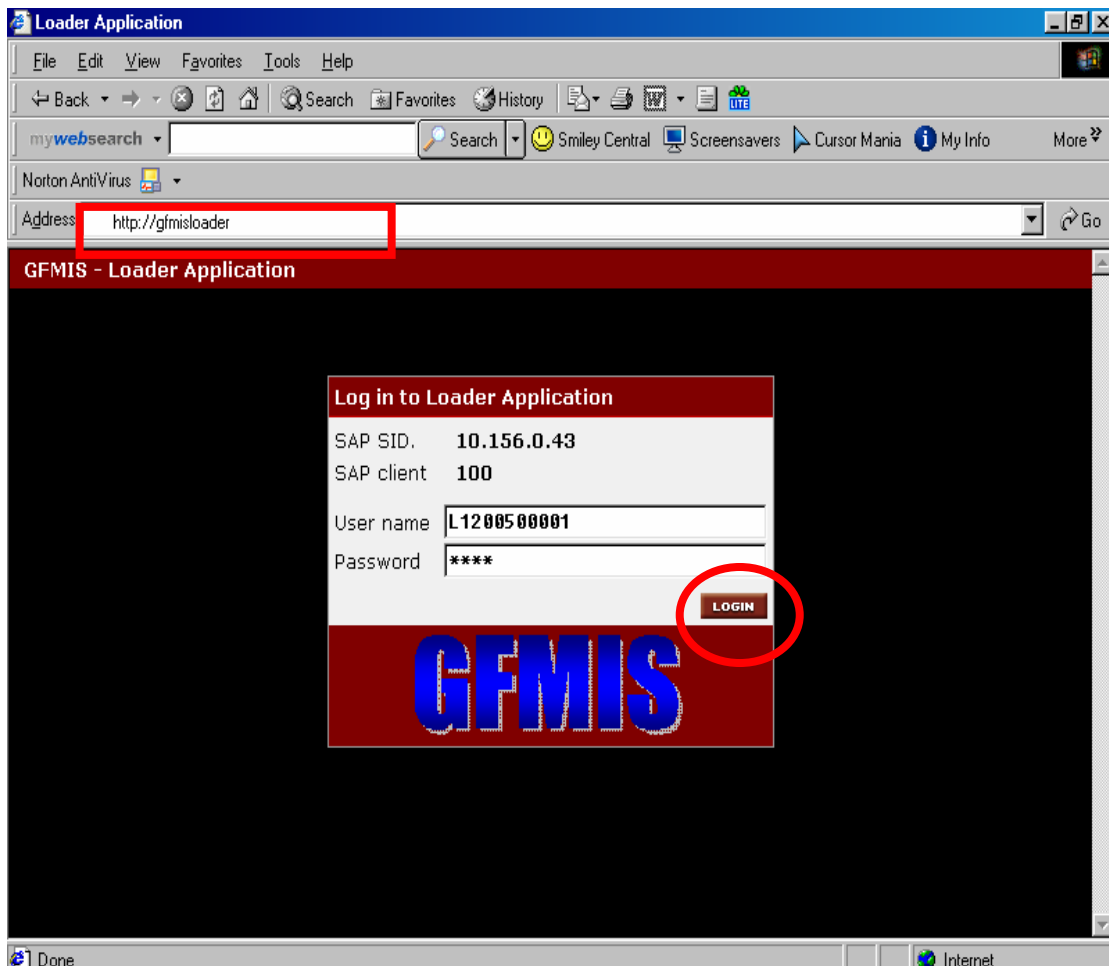 Loader Application
File Edit View Favorites Tools Help
Back Search Favorites History
mywebsearch Search Smiley Central Screensavers Cursor Mania My Info More
Norton AntiVirus
Address http://gfmisloader Go
GFMIS - Loader Application
Log in to Loader Application
SAP SID. 10.156.0.43
SAP client 100
User name L1200500001
Password ****
LOGIN
GFMIS
Done Internet